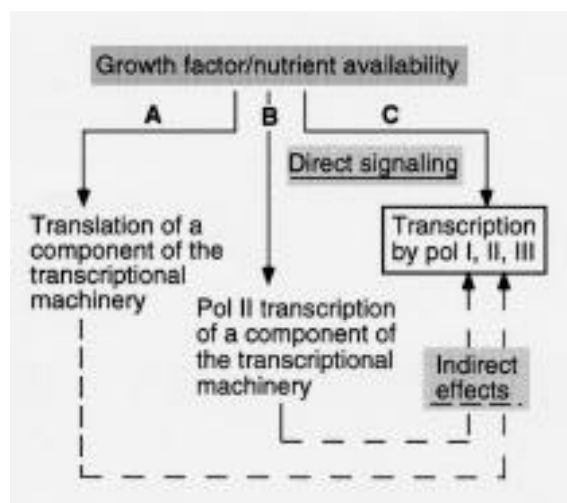 Growth factor/nutrient availability
A
B
C
Direct signaling
Translation of a
component of the
transcriptional
machinery
Transcription
by pol I, II, III
Pol II transcription
of a component of
the transcriptional
machinery
Indirect
effects